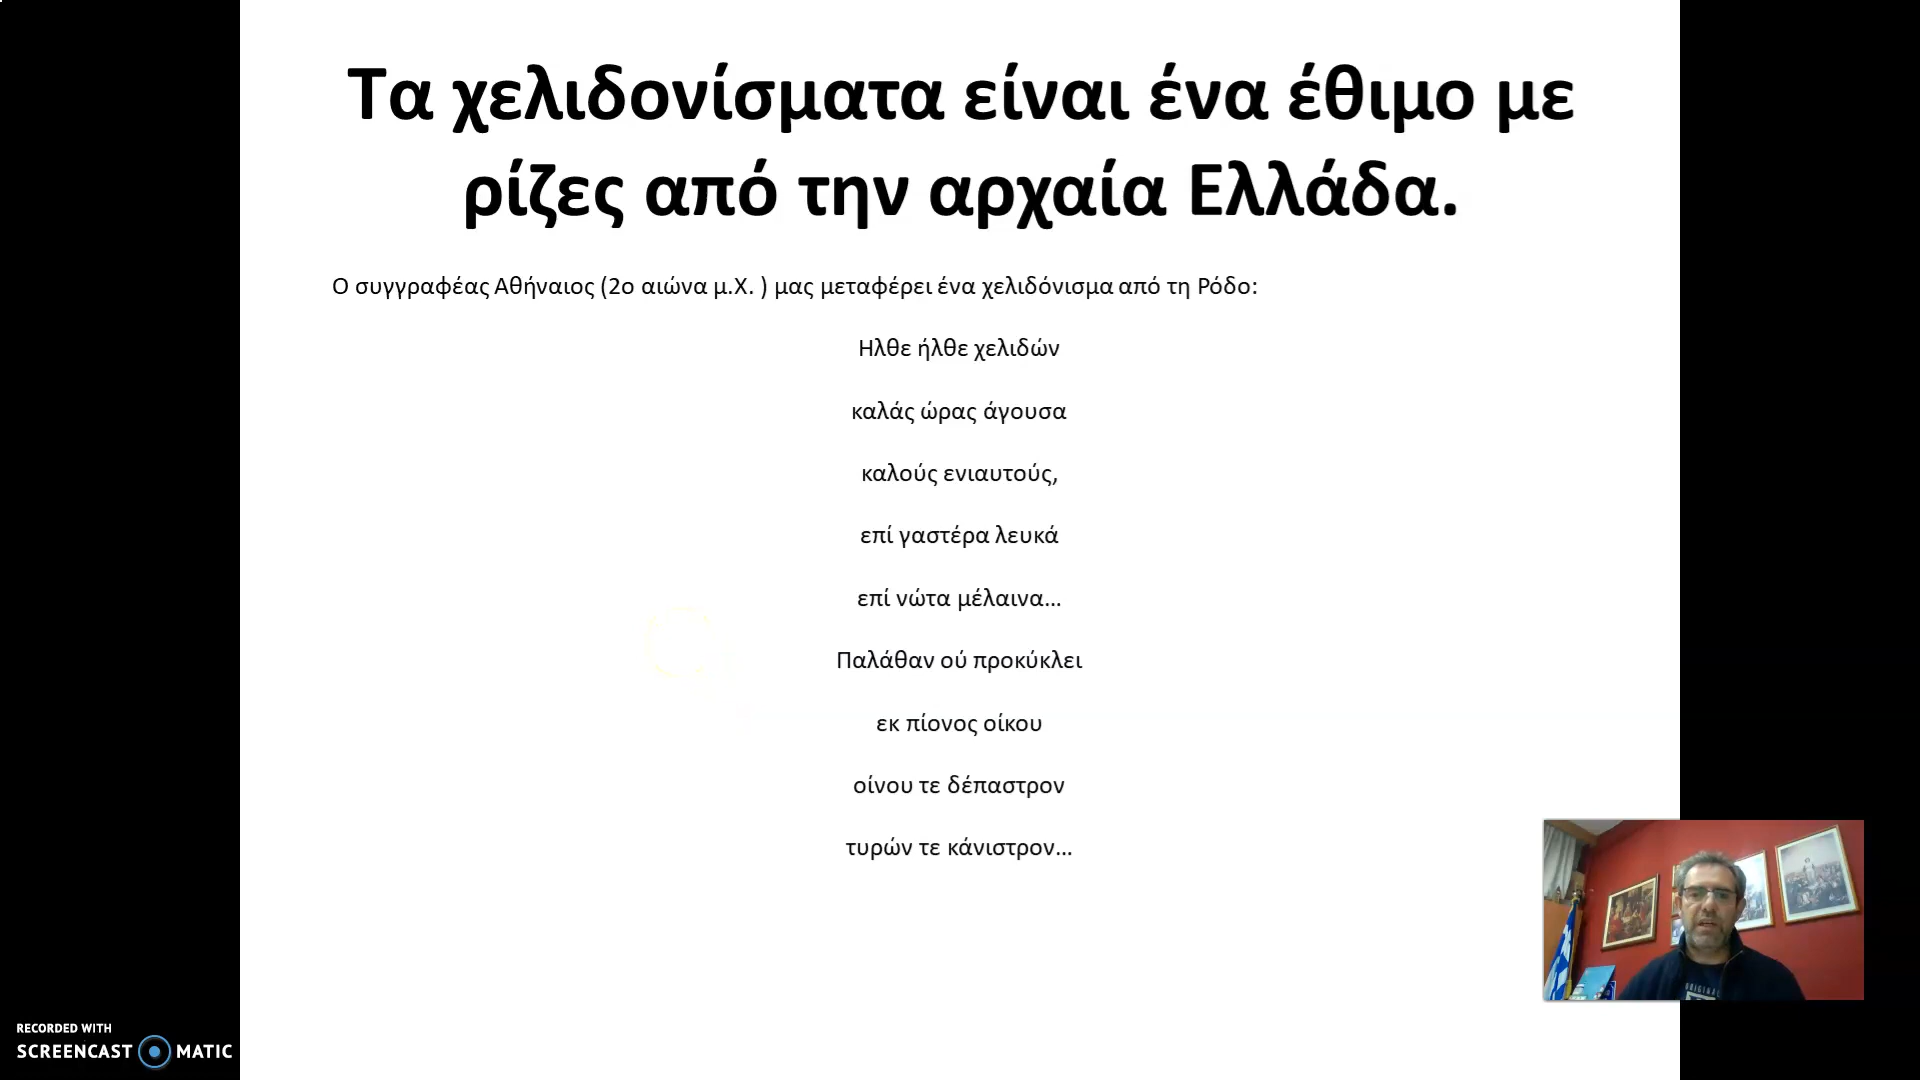 Τα χελιδονίσματα είναι ένα έθιμο με
ρίζες από την αρχαία Ελλάδα.
Ο συγγραφέας Αθήναιος (2ο αιώνα μ.Χ. ) μας μεταφέρει ένα χελιδόνισμα από τη Ρόδο:
Ηλθε ήλθε χελιδών
καλάς ώρας άγουσα
καλούς ενιαυτούς,
επί γαστέρα λευκά
επί νώτα μέλαινα...
Παλάθαν ού προκύκλει
εκ πίονος οίκου
οίνου τε δέπαστρον
τυρών τε κάνιστρον...
ORIGINAL
RECORDED WITH
SCREENCAST MATIC